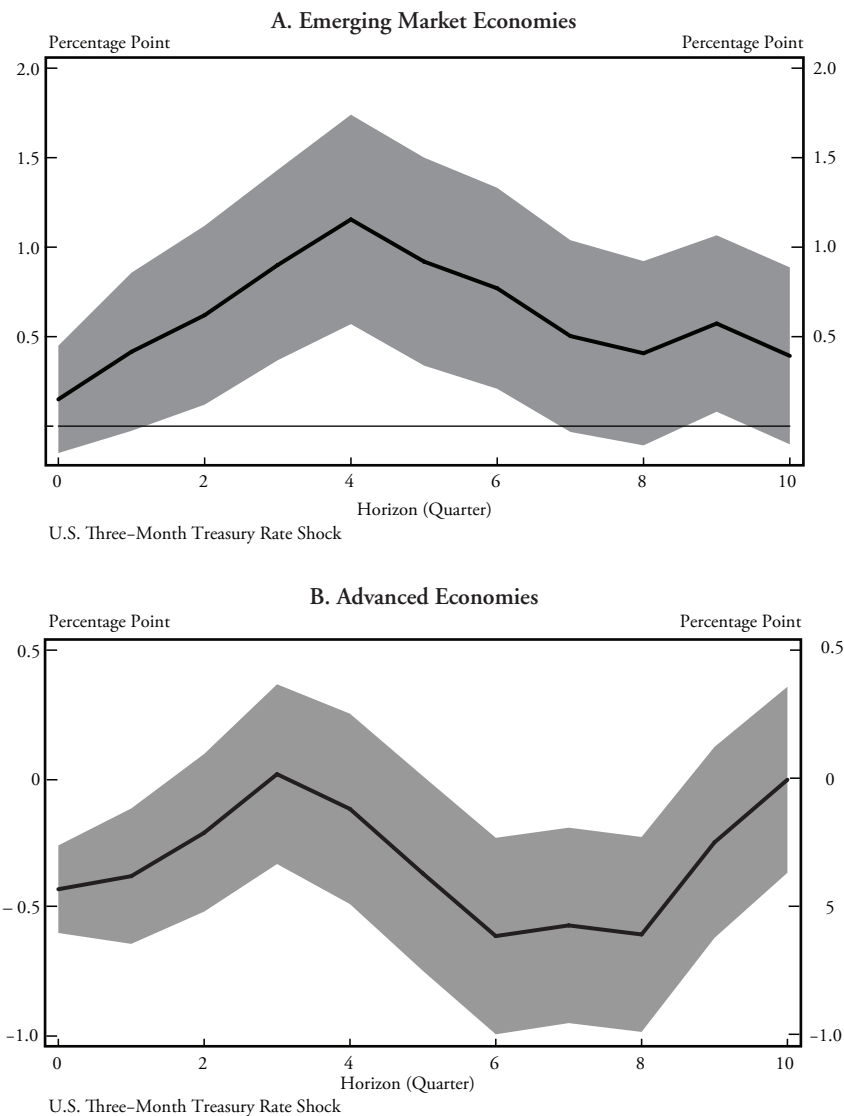 A. Emerging Market Economies
Percentage Point Percentage Point
2.0 2.0
1.5 1.5
1.0 1.0
0.5 0.5
0 2 4 6 8 10
Horizon (Quarter)
U.S. Three–Month Treasury Rate Shock
B. Advanced Economies
Percentage Point Percentage Point
0.5 0.5
0 0
– 0.5 5
–1.0 –1.0
0 2 4 6 8 10
Horizon (Quarter)
U.S. Three–Month Treasury Rate Shock